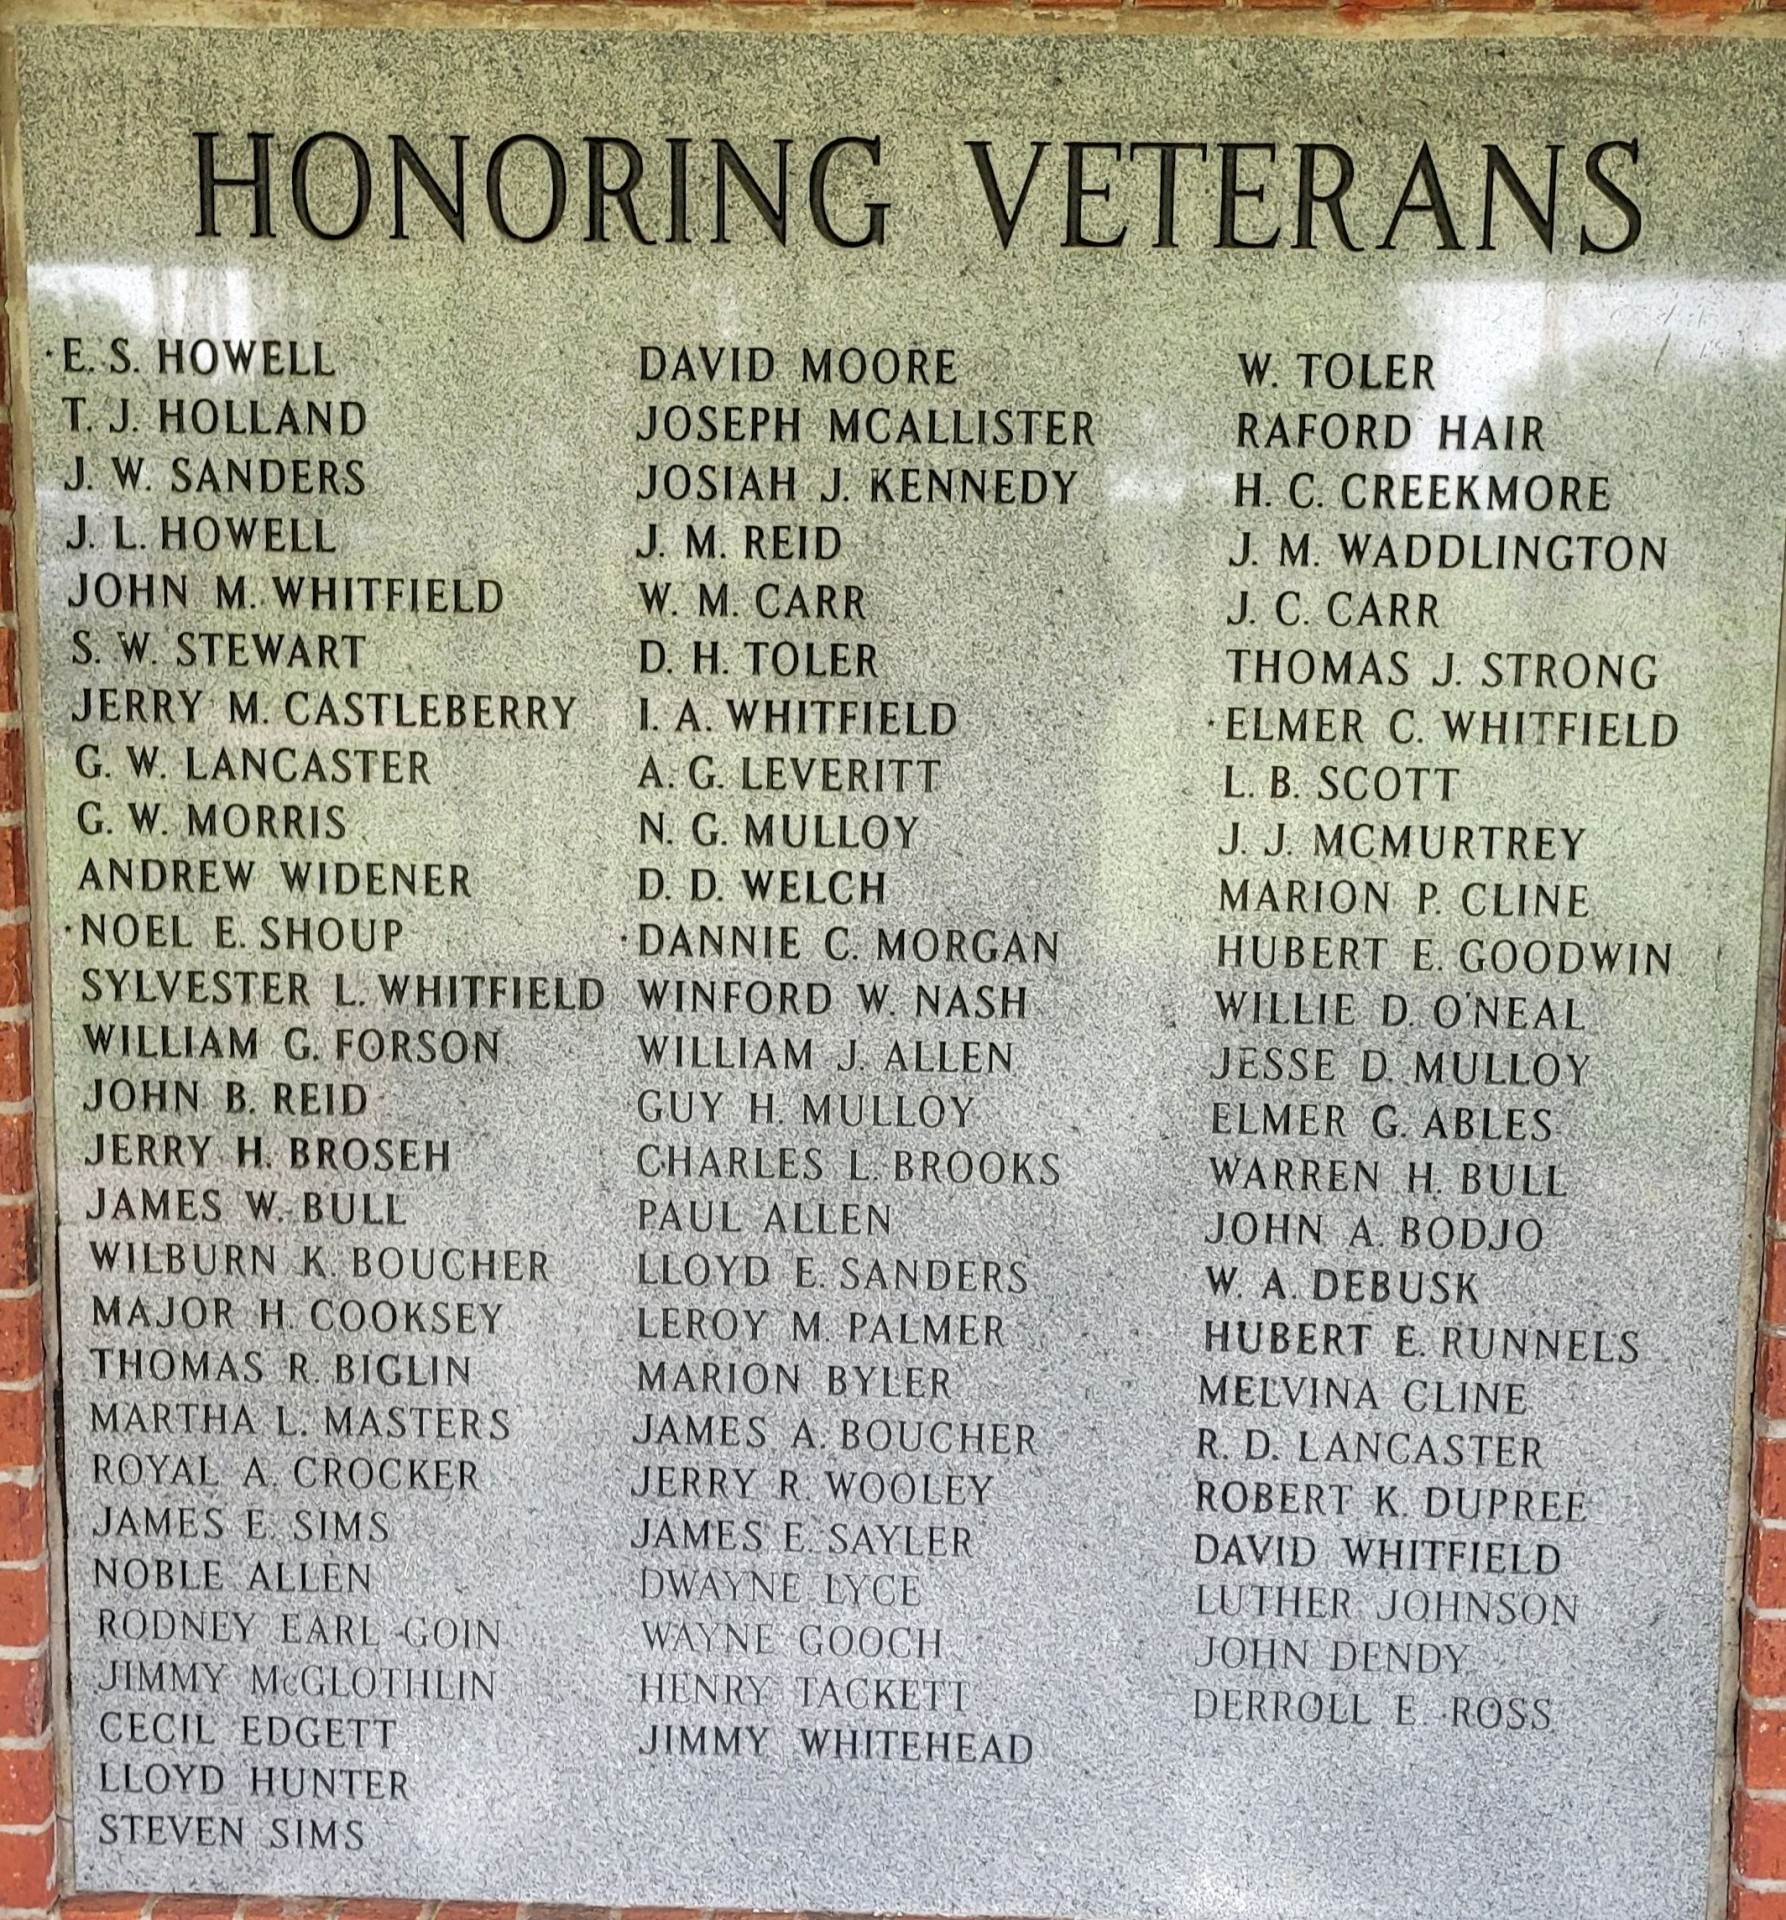 HONORING VETERANS
·E. S. HOWELL
T. J. HOLLAND
J. W. SANDERS
J. L. HOWELL
JOHN M. WHITFIELD
S. W. STEWART
JERRY M. CASTLEBERRY
G. W. LANCASTER
G. W. MORRIS
ANDREW WIDENER
·NOEL E. SHOUP
SYLVESTER L. WHITFIELD
WILLIAM G. FORSON
JOHN B. REID
JERRY H. BROSEH
JAMES W. BULL
WILBURN K. BOUCHER
MAJOR H. COOKSEY
THOMAS R. BIGLIN
MARTHA L. MASTERS
ROYAL A. CROCKER
JAMES E. SIMS
NOBLE ALLEN
RODNEY EARL GOIN
JIMMY McGLOTHLIN
CECIL EDGETT
LLOYD HUNTER
STEVEN SIMS
DAVID MOORE
JOSEPH MCALLISTER
JOSIAH J. KENNEDY
J. M. REID
W. M. CARR
D. H. TOLER
I. A. WHITFIELD
A. G. LEVERITT
N. G. MULLOY
D. D. WELCH
·DANNIE C. MORGAN
WINFORD W. NASH
WILLIAM J. ALLEN
GUY H. MULLOY
CHARLES L. BROOKS
PAUL ALLEN
LLOYD E. SANDERS
LEROY M. PALMER
MARION BYLER
JAMES A. BOUCHER
JERRY R. WOOLEY
JAMES E. SAYLER
DWAYNE LYCE
WAYNE GOOCH
HENRY TACKETT
JIMMY WHITEHEAD
W. TOLER
RAFORD HAIR
H. C. CREEKMORE
J. M. WADDLINGTON
J. C. CARR
THOMAS J. STRONG
·ELMER C. WHITFIELD
L. B. SCOTT
J. J. MCMURTREY
MARION P. CLINE
HUBERT E. GOODWIN
WILLIE D. O'NEAL
JESSE D. MULLOY
ELMER G. ABLES
WARREN H. BULL
JOHN A. BODJO
W. A. DEBUSK
HUBERT E. RUNNELS
MELVINA CLINE
R. D. LANCASTER
ROBERT K. DUPREE
DAVID WHITFIELD
LUTHER JOHNSON
JOHN DENDY
DERROLL E. ROSS